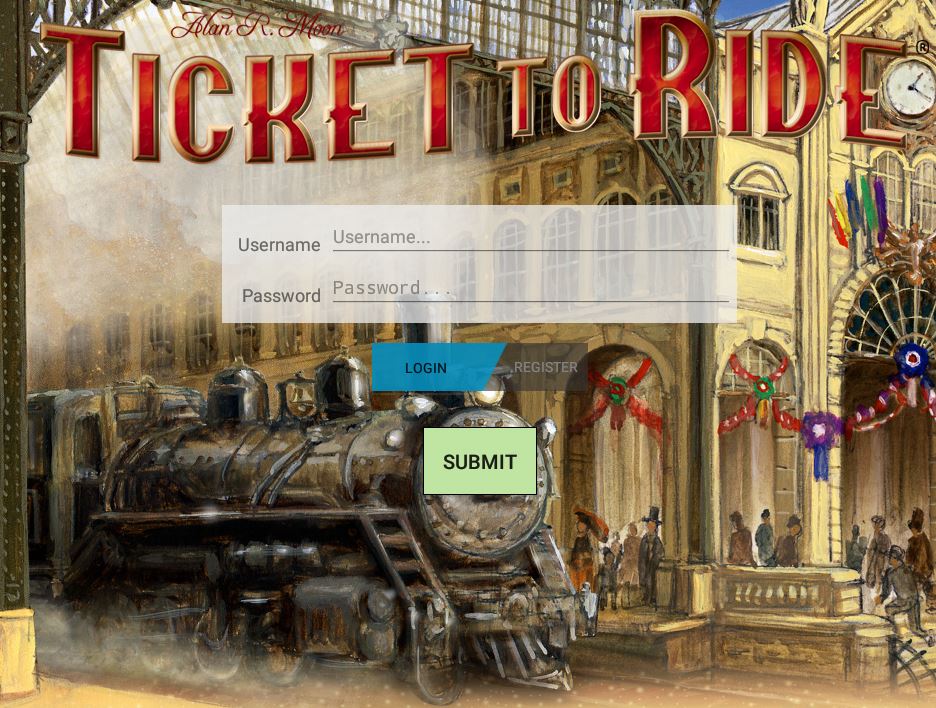 Alan R. Moon
TICKET TO RIDE®
Username Username...
Password Password...
LOGIN REGISTER
SUBMIT